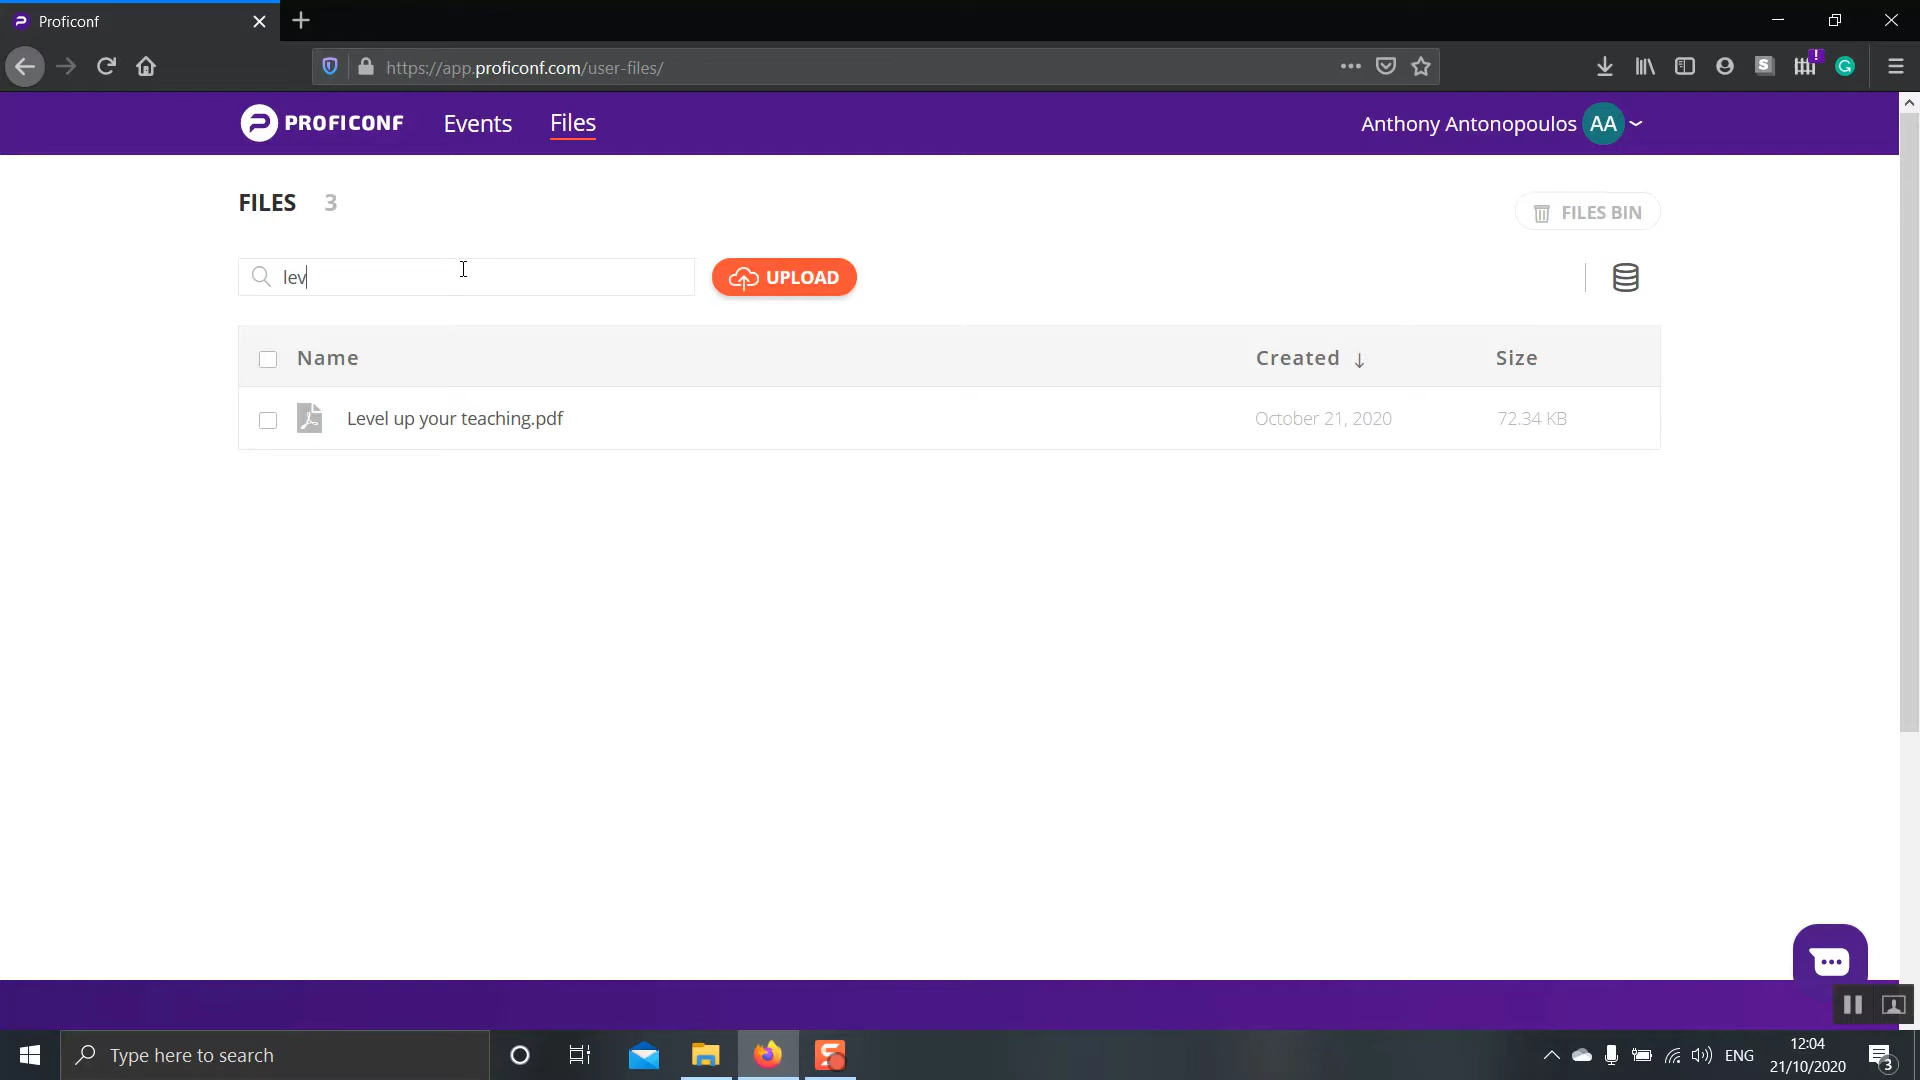 Proficonf
https://app.proficonf.com/user-files/
PROFICONF Events Files Anthony Antonopoulos AA
FILES 3
FILES BIN
lev
UPLOAD
Name Created ↓ Size
Level up your teaching.pdf October 21, 2020 72.34 KB
Type here to search
ENG
12:04
21/10/2020
3